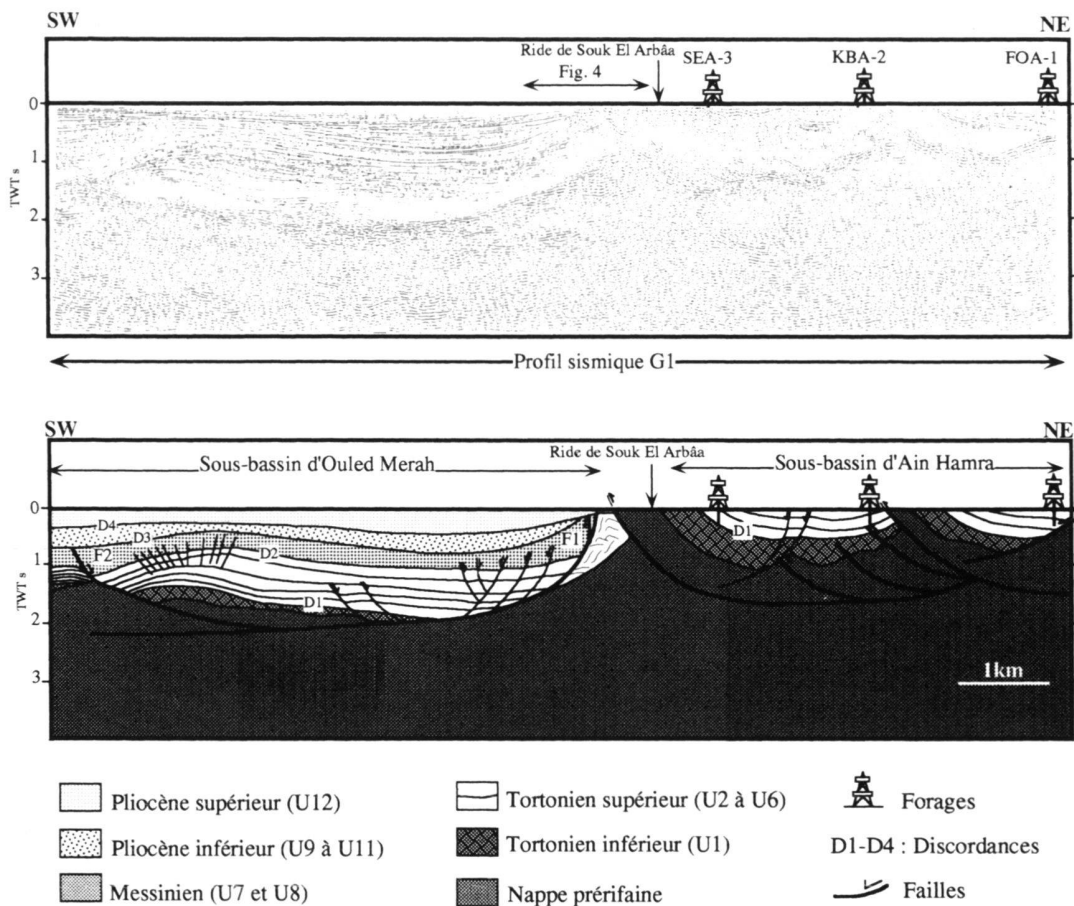 SW NE
Ride de Souk El Arbâa SEA-3 KBA-2 FOA-1
Fig. 4
0
1
TWT s
2
3
Profil sismique G1
SW NE
Sous-bassin d'Ouled Merah Ride de Souk El Arbâa Sous-bassin d'Ain Hamra
0
D4 D3 F1 D1
F2 D2
1
TWT s
D1
2
3
1km
Pliocène supérieur (U12) Tortonien supérieur (U2 à U6) Forages
Pliocène inférieur (U9 à U11) Tortonien inférieur (U1) D1-D4 : Discordances
Messinien (U7 et U8) Nappe prérifaine Failles